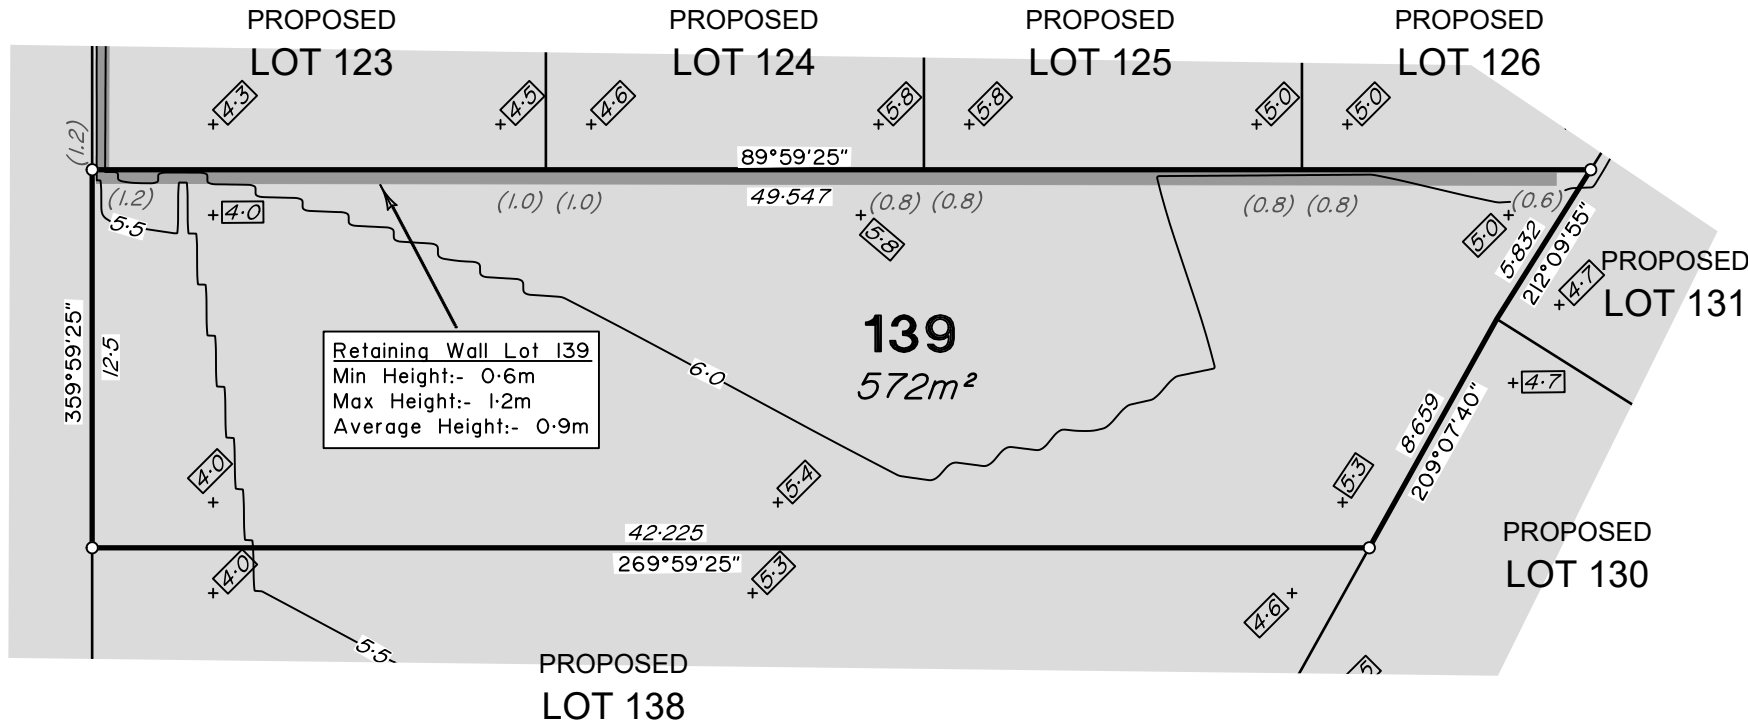 PROPOSED
LOT 123
PROPOSED
LOT 124
PROPOSED
LOT 125
PROPOSED
LOT 126
4·3
4·5
4·6
5·8
5·8
5·0
5·0
(1.2)
89°59'25"
49·547
(1.2)
(1.0) (1.0)
(0.8) (0.8)
(0.8) (0.8)
(0.6)
5·5
4·0
5·8
5·0
5·832
212°09'55"
4·7
PROPOSED
LOT 131
359°59'25"
12·5
Retaining Wall Lot 139
Min Height:- 0·6m
Max Height:- 1·2m
Average Height:- 0·9m
6·0
139
572m²
4·7
8·659
209°07'40"
4·0
5·4
5·3
42·225
269°59'25"
4·0
5·3
4·6
PROPOSED
LOT 130
5·5
PROPOSED
LOT 138
5